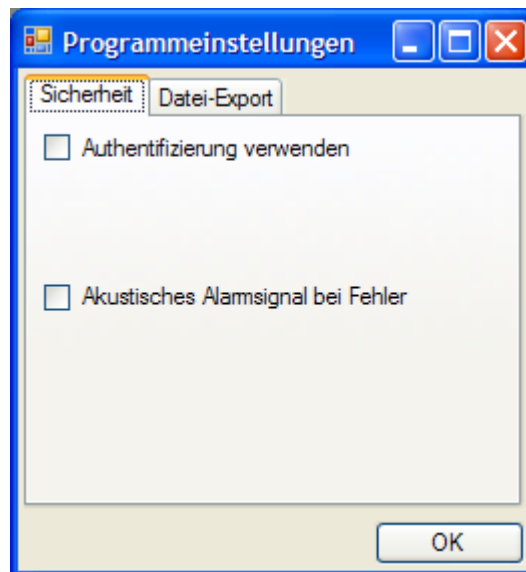 Programmeinstellungen
Sicherheit Datei-Export
Authentifizierung verwenden
Akustisches Alarmsignal bei Fehler
OK